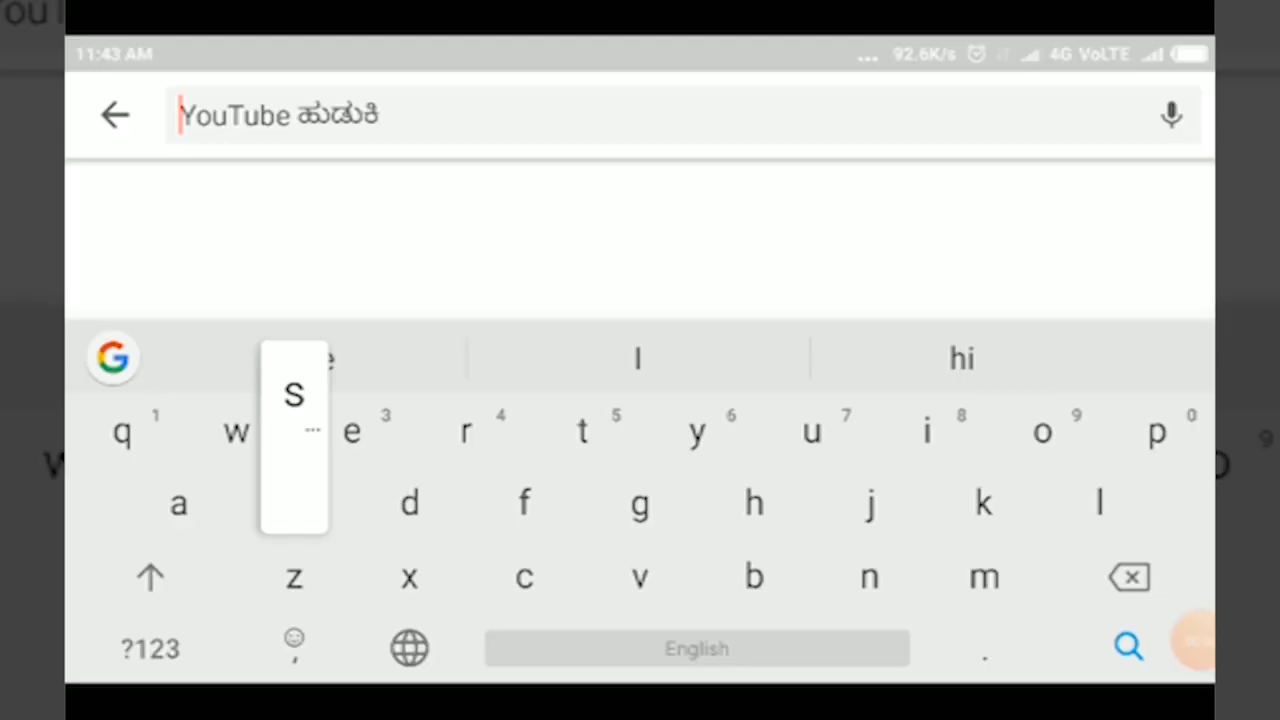 11:43 AM
... 92.6K/s 4G VoLTE
YouTube ಹುಡುಕಿ
I hi
q 1 w e 3 r 4 t 5 y 6 u 7 i 8 o 9 p 0
a S d f g h j k l
z x c v b n m
?123 , English .